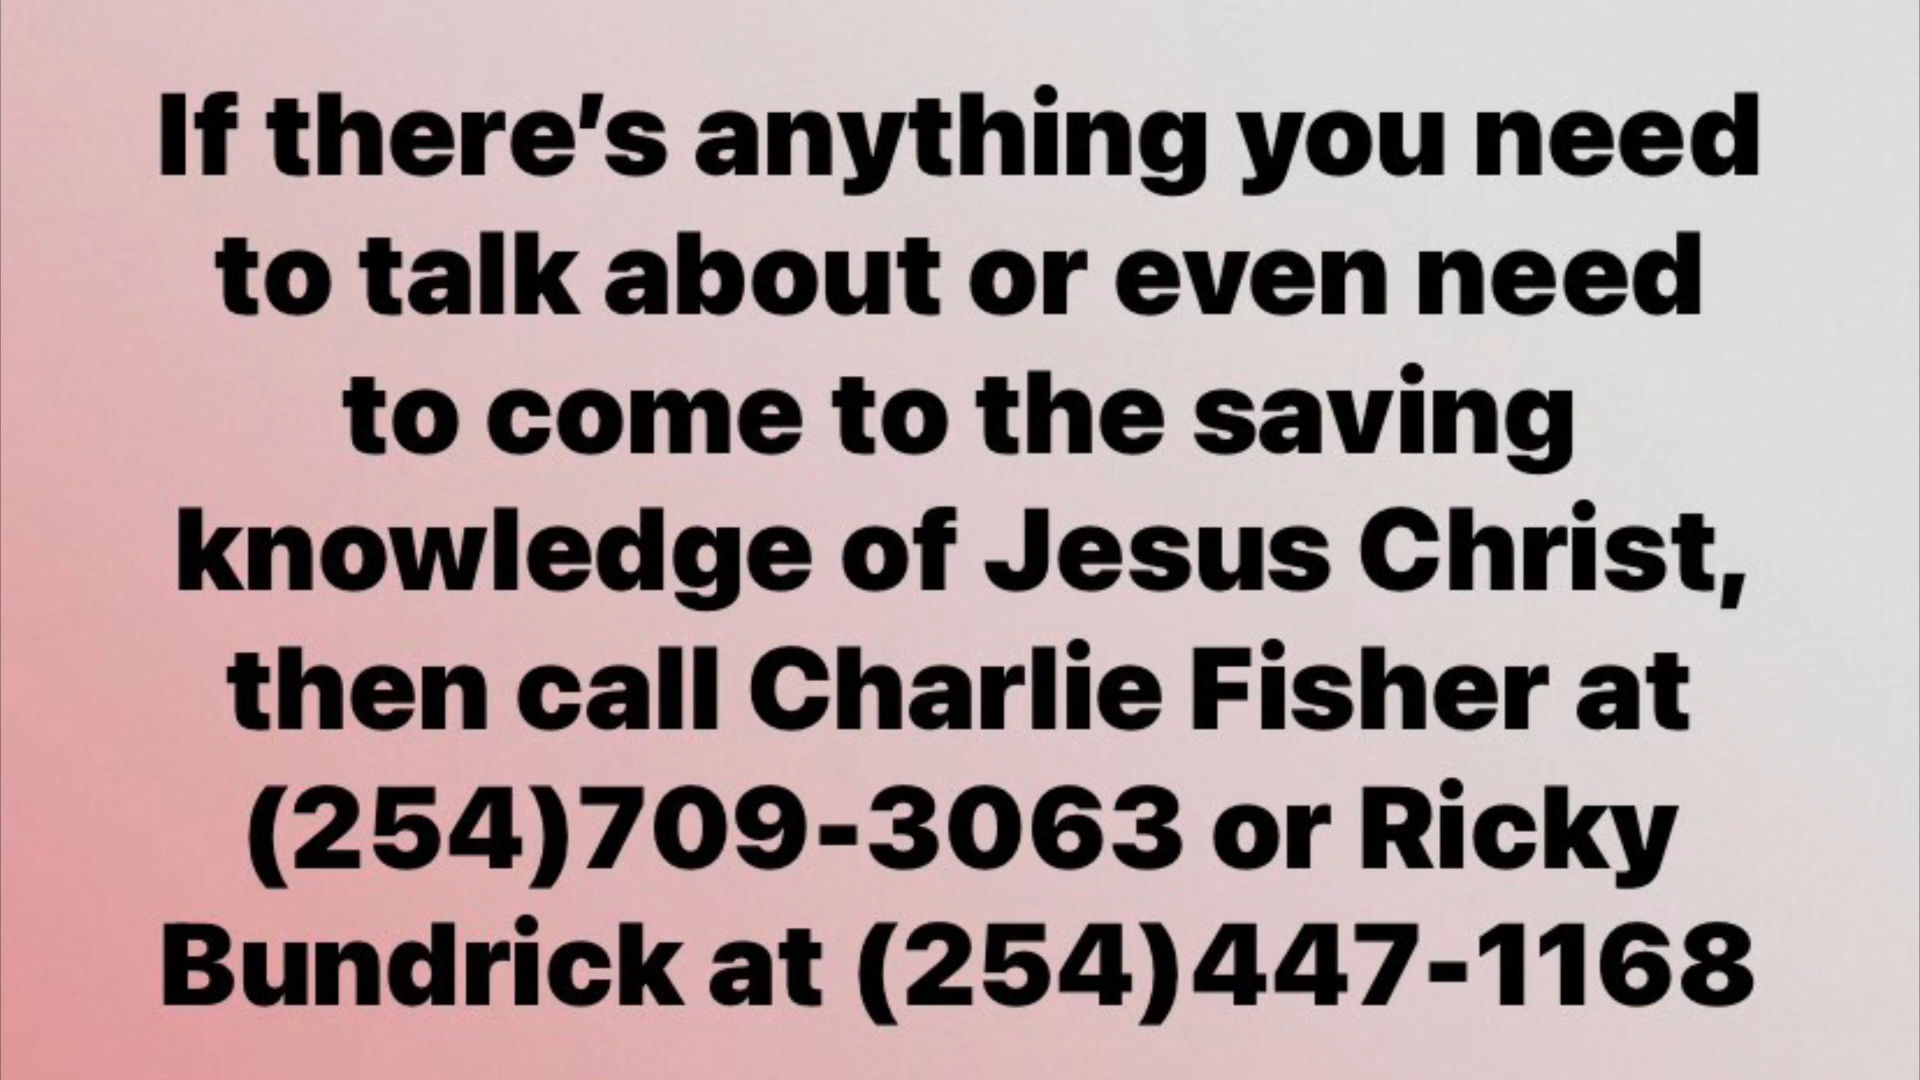 If there’s anything you need
to talk about or even need
to come to the saving
knowledge of Jesus Christ,
then call Charlie Fisher at
(254)709-3063 or Ricky
Bundrick at (254)447-1168